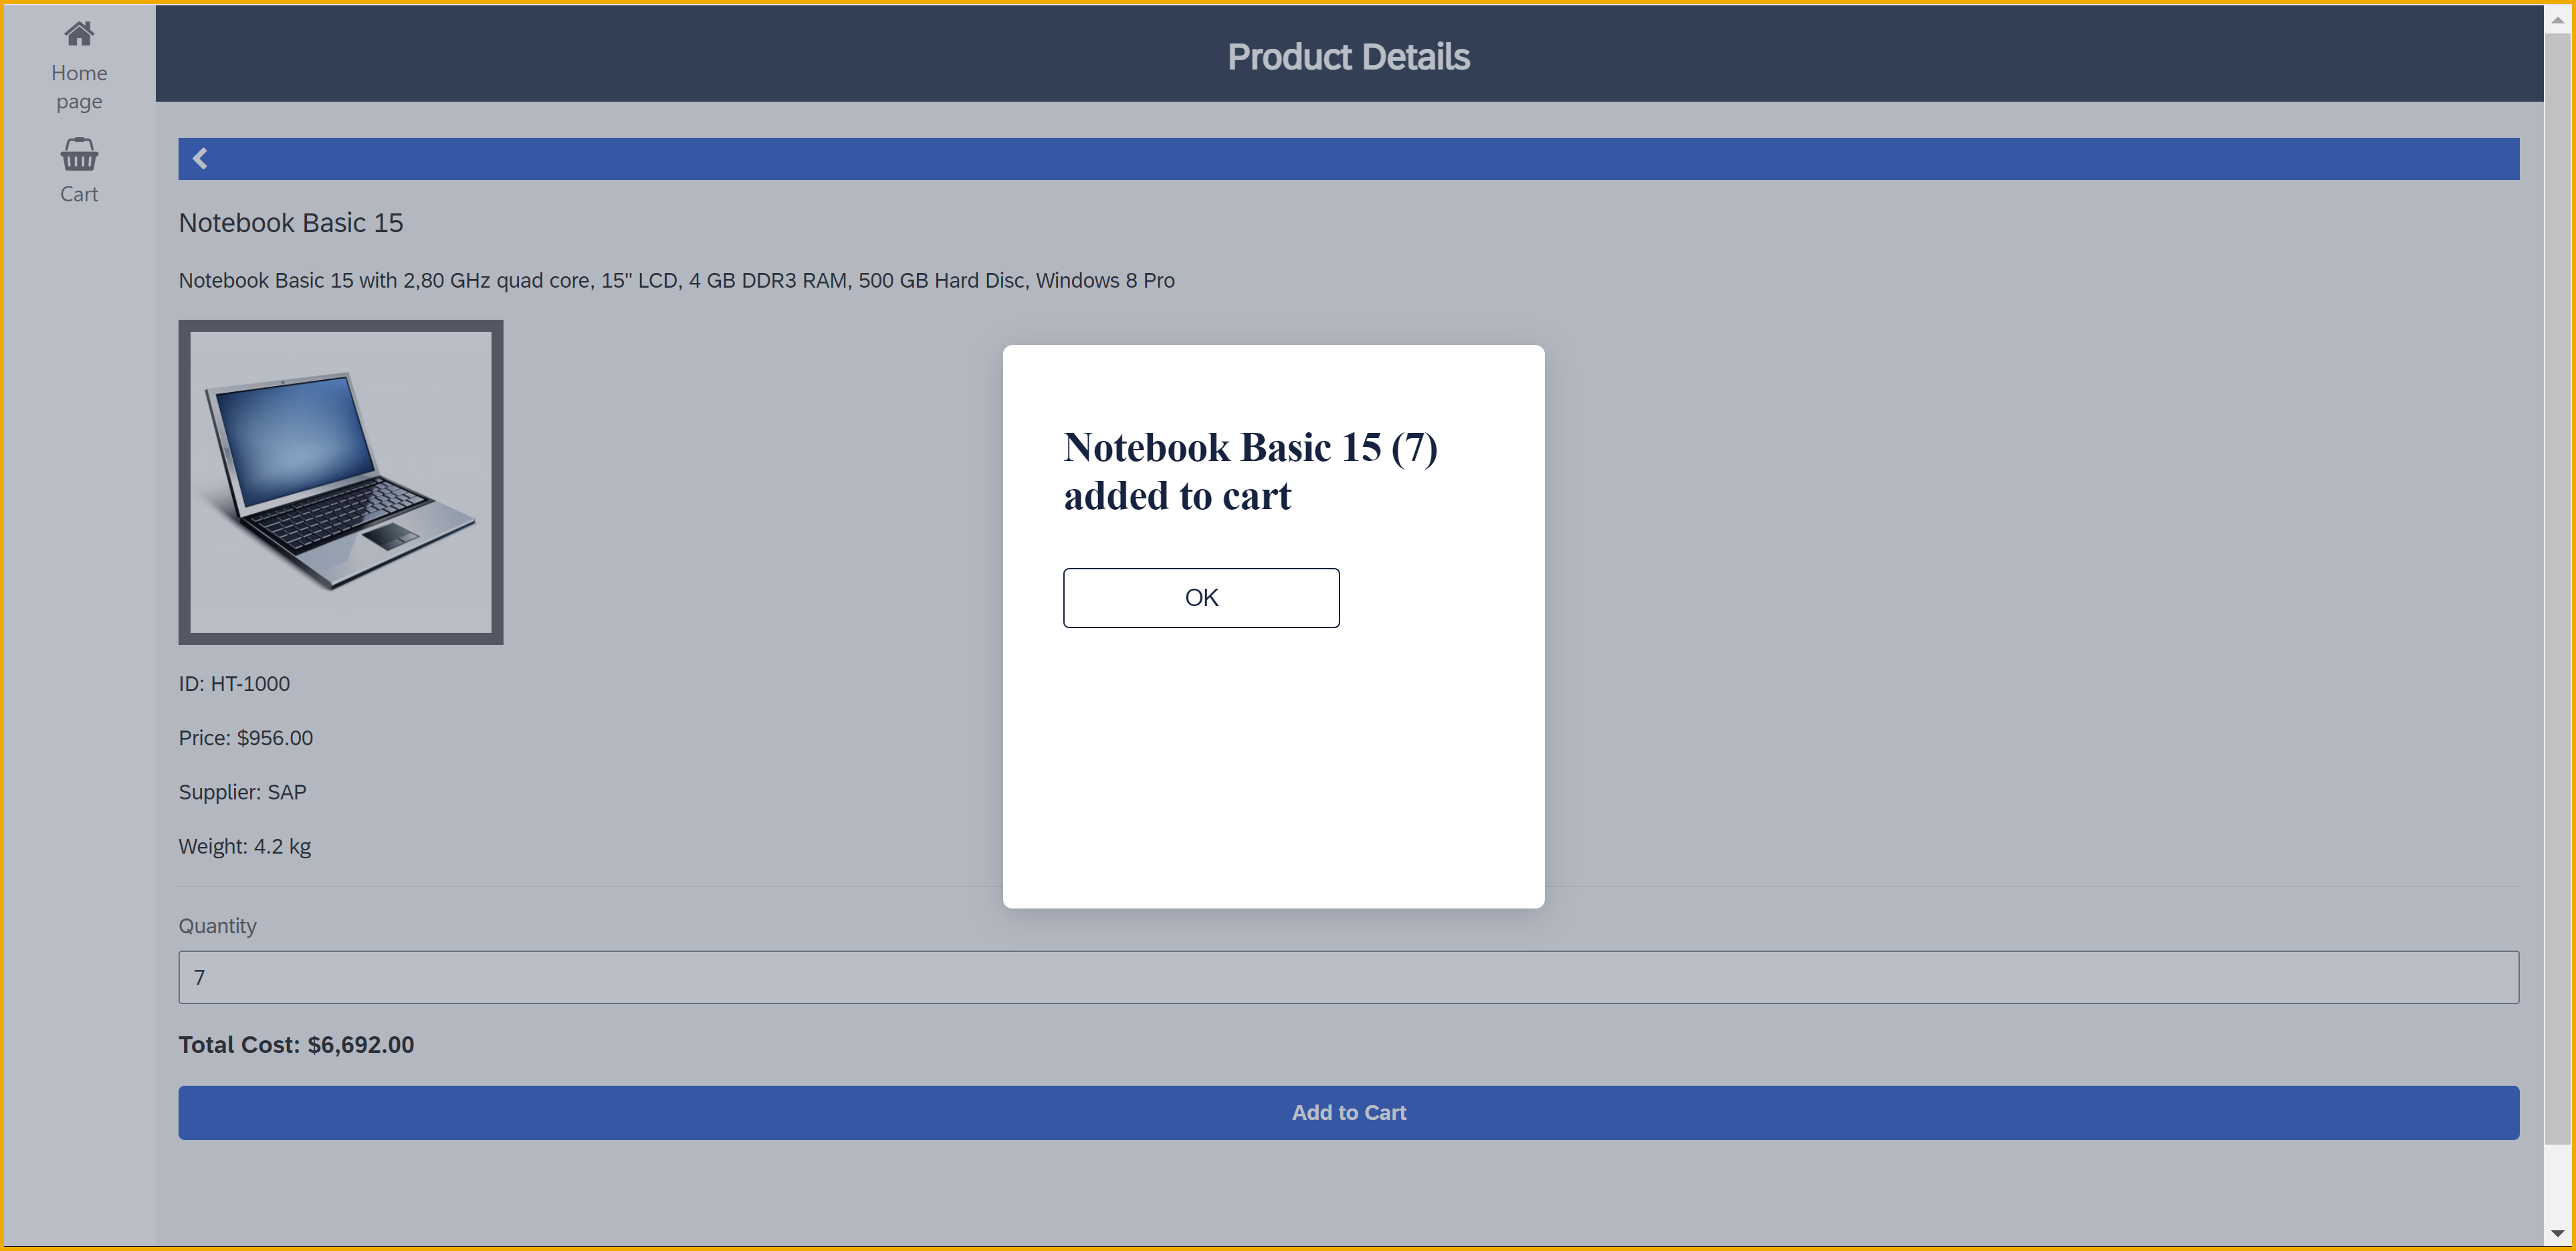 Home
page
Cart
Product Details
Notebook Basic 15
Notebook Basic 15 with 2,80 GHz quad core, 15" LCD, 4 GB DDR3 RAM, 500 GB Hard Disc, Windows 8 Pro
Notebook Basic 15 (7)
added to cart
OK
ID: HT-1000
Price: $956.00
Supplier: SAP
Weight: 4.2 kg
Quantity
7
Total Cost: $6,692.00
Add to Cart